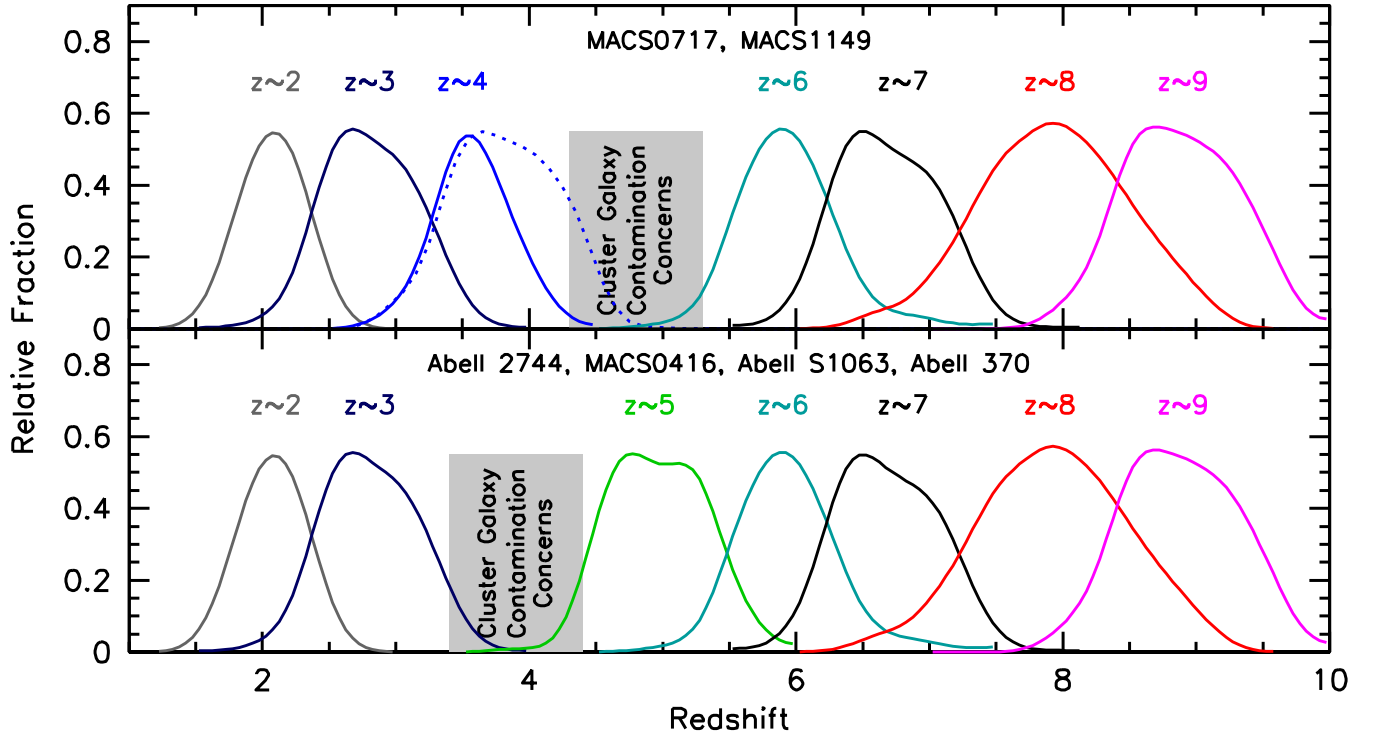 MACS0717, MACS1149
z~2 z~3 z~4 z~6 z~7 z~8 z~9
0.8
0.6
0.4
0.2
0
Cluster Galaxy
Contamination
Concerns
Relative Fraction
Abell 2744, MACS0416, Abell S1063, Abell 370
z~2 z~3 z~5 z~6 z~7 z~8 z~9
0.8
0.6
0.4
0.2
0
Cluster Galaxy
Contamination
Concerns
2 4 6 8 10
Redshift